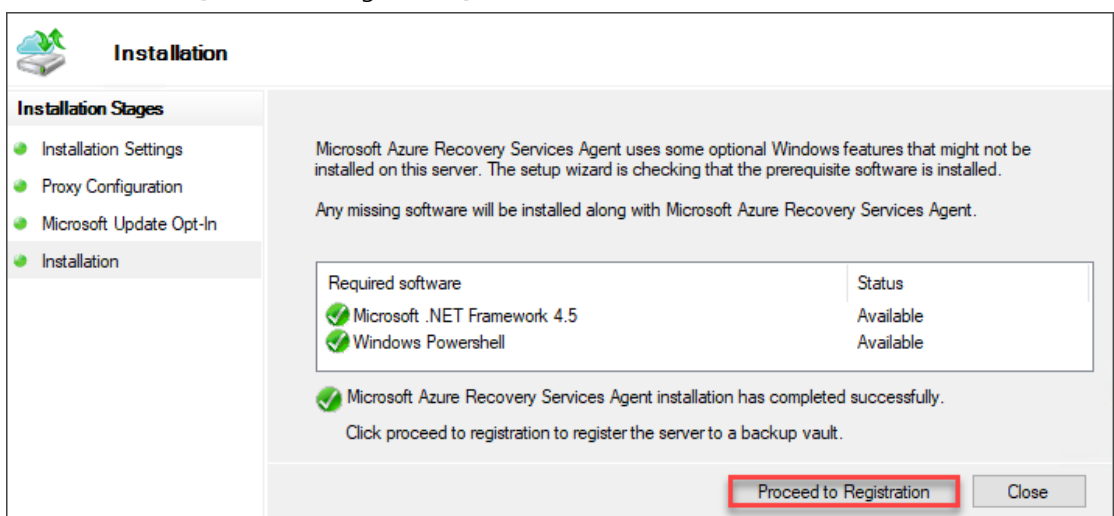 Installation
Installation Stages
Installation Settings
Proxy Configuration
Microsoft Update Opt-In
Installation
Microsoft Azure Recovery Services Agent uses some optional Windows features that might not be
installed on this server. The setup wizard is checking that the prerequisite software is installed.
Any missing software will be installed along with Microsoft Azure Recovery Services Agent.
Required software Status
Microsoft .NET Framework 4.5 Available
Windows Powershell Available
Microsoft Azure Recovery Services Agent installation has completed successfully.
Click proceed to registration to register the server to a backup vault.
Proceed to Registration Close